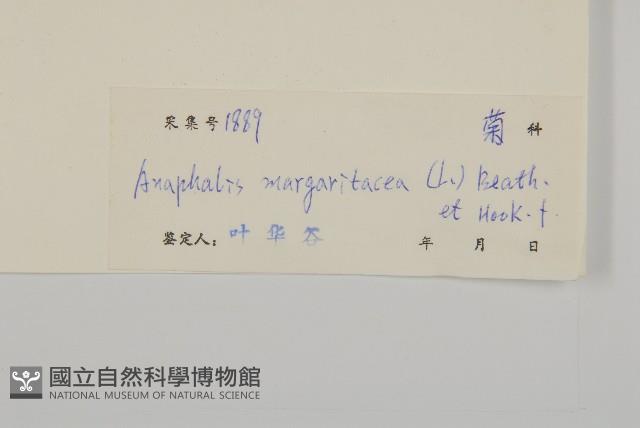 采集号 1889 菊 科
Anaphalis margaritacea (L.) Beath.
et Hook. f.
鉴定人: 叶华谷 年 月 日
國立自然科學博物館
NATIONAL MUSEUM OF NATURAL SCIENCE